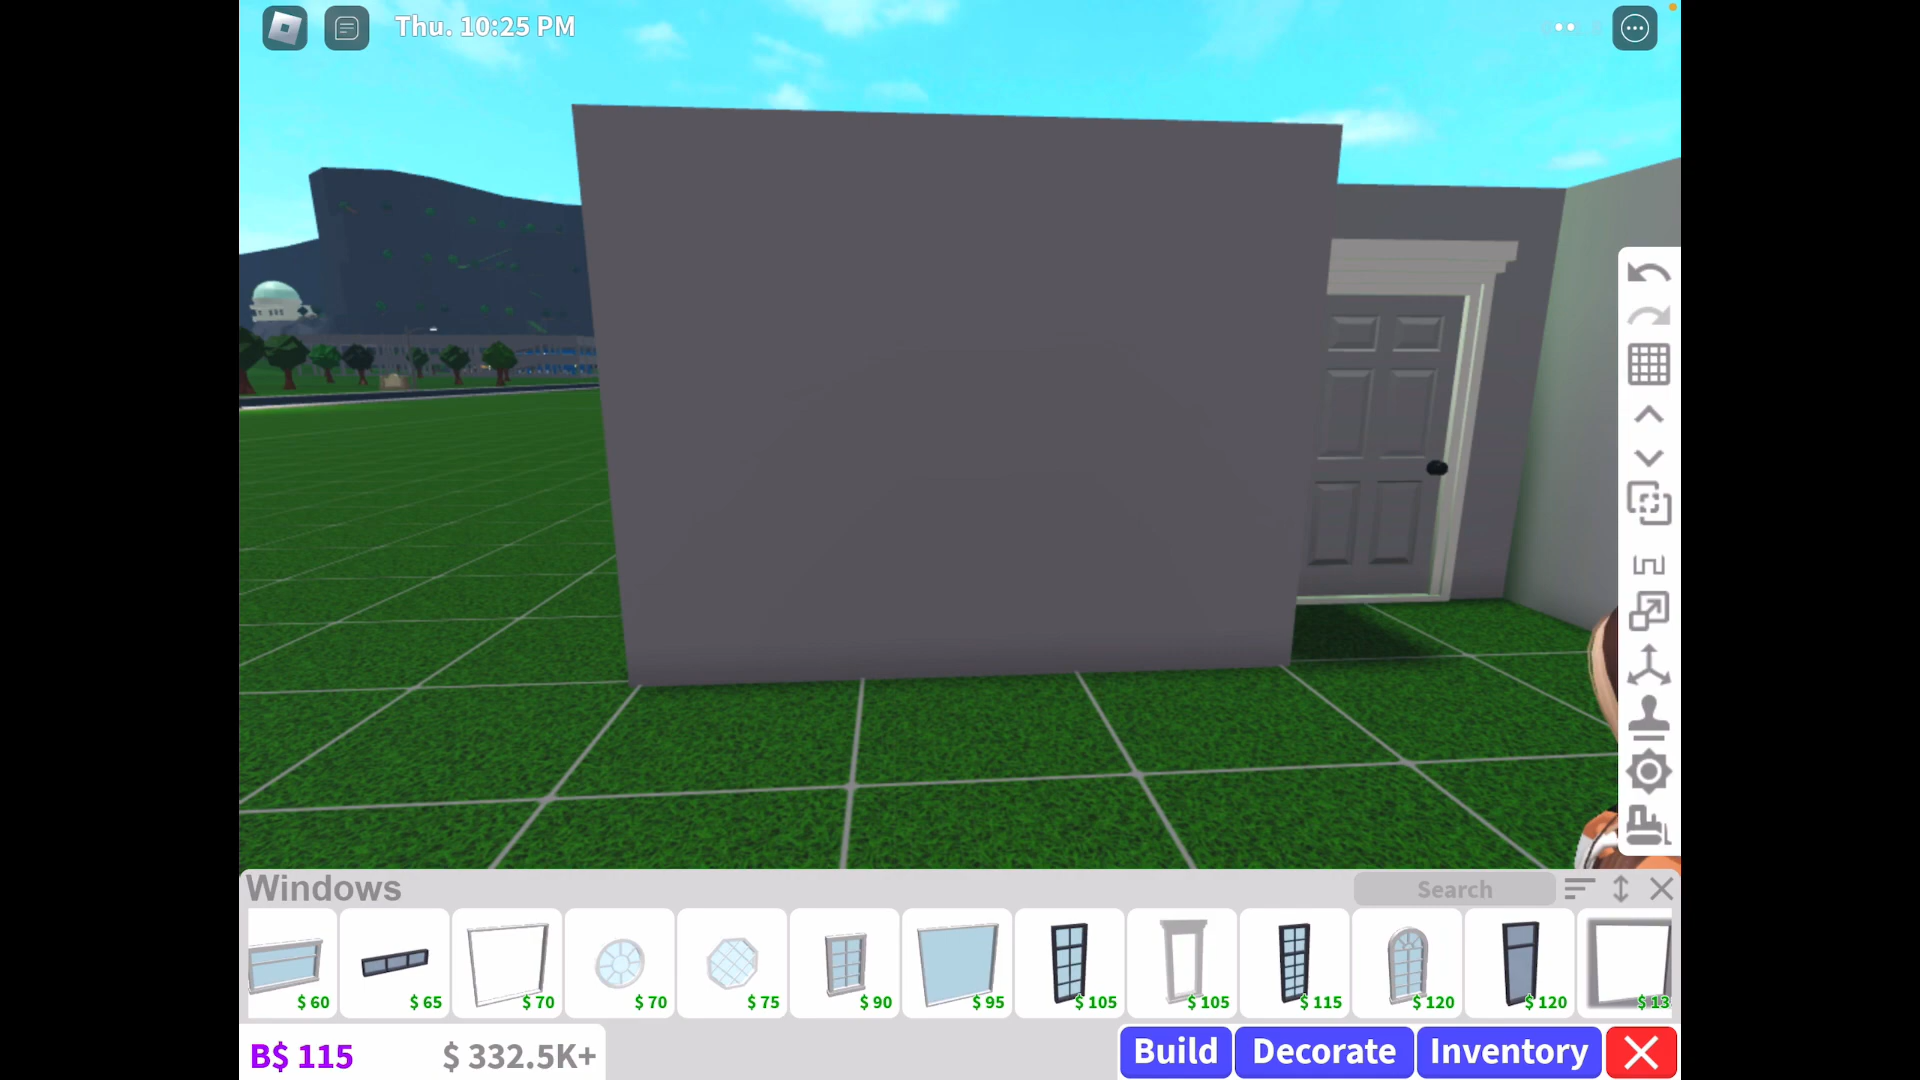 Thu. 10:25 PM
Windows
Search
$ 60
$ 65
$ 70
$ 70
$ 75
$ 90
$ 95
$ 105
$ 105
$ 115
$ 120
$ 120
$ 13
B$ 115
$ 332.5K+
Build
Decorate
Inventory